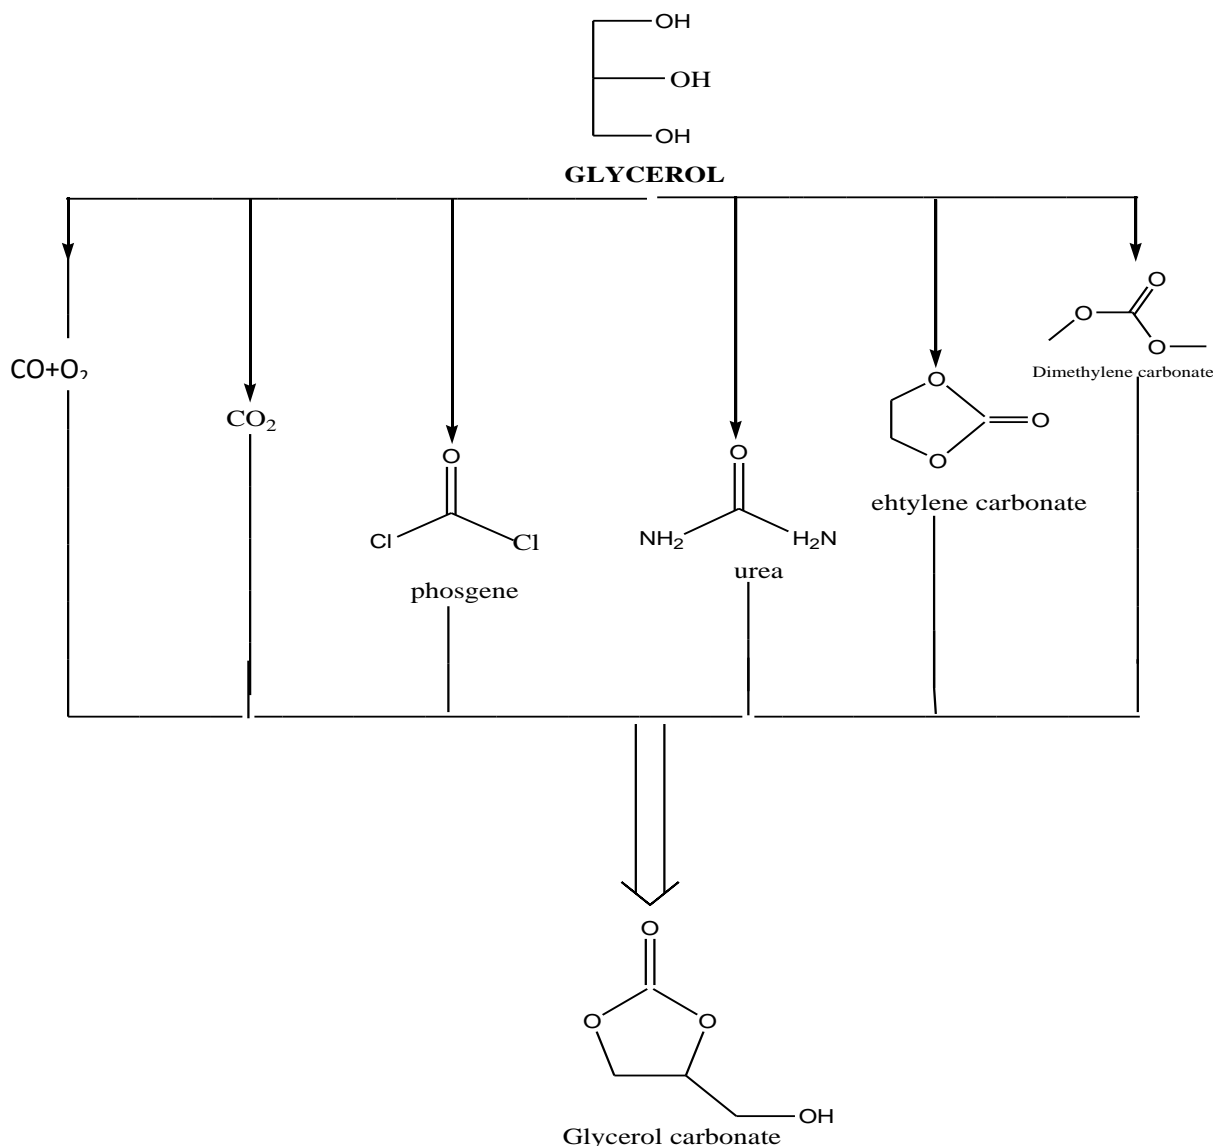 OH
OH
OH
GLYCEROL
O
O
O
Dimethylene carbonate
CO+O₂
CO₂
O
O
O
ehtylene carbonate
O
Cl
Cl
phosgene
O
NH₂
H₂N
urea
O
O
O
OH
Glycerol carbonate